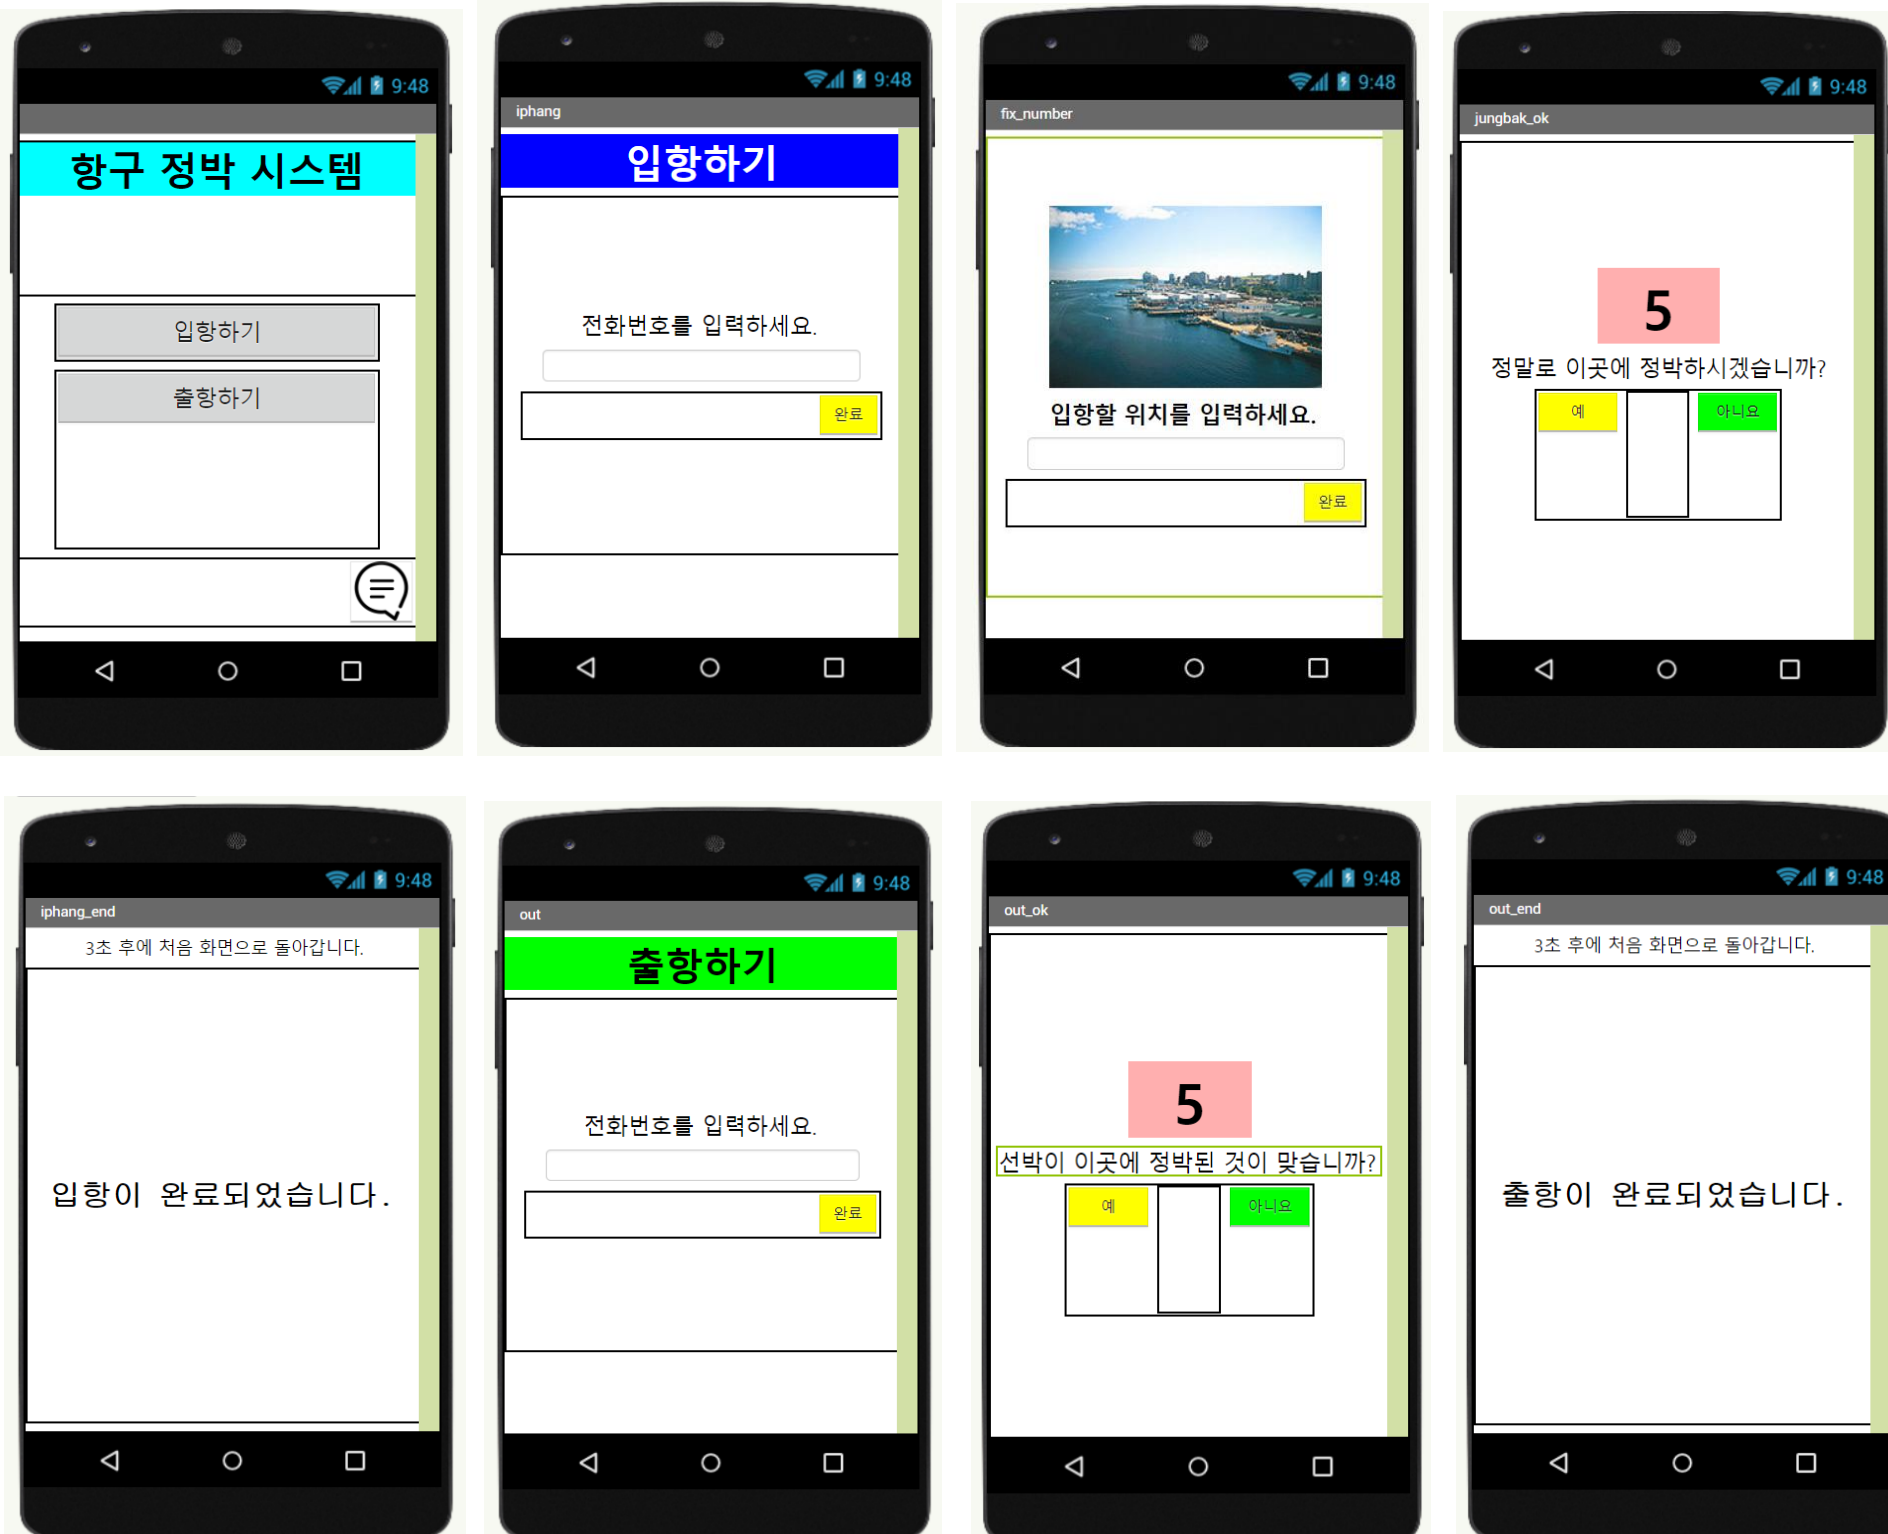 9:48
항구 정박 시스템
입항하기
출항하기
9:48
iphang
입항하기
전화번호를 입력하세요.
완료
9:48
fix_number
입항할 위치를 입력하세요.
완료
9:48
jungbak_ok
5
정말로 이곳에 정박하시겠습니까?
예
아니요
9:48
iphang_end
3초 후에 처음 화면으로 돌아갑니다.
입항이 완료되었습니다.
9:48
out
출항하기
전화번호를 입력하세요.
완료
9:48
out_ok
5
선박이 이곳에 정박된 것이 맞습니까?
예
아니요
9:48
out_end
3초 후에 처음 화면으로 돌아갑니다.
출항이 완료되었습니다.